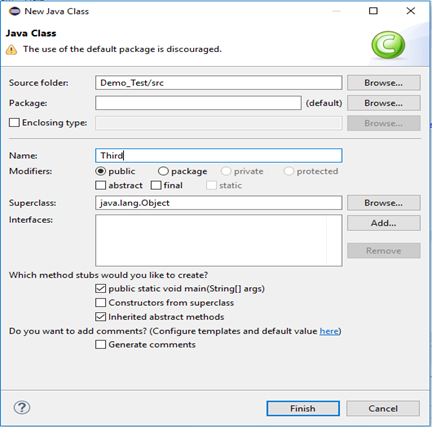 New Java Class
Java Class
The use of the default package is discouraged.
Source folder: Demo_Test/src Browse...
Package: (default) Browse...
Enclosing type: Browse...
Name: Third
Modifiers: public package private protected
abstract final static
Superclass: java.lang.Object Browse...
Interfaces: Add...
Remove
Which method stubs would you like to create?
public static void main(String[] args)
Constructors from superclass
Inherited abstract methods
Do you want to add comments? (Configure templates and default value here)
Generate comments
? Finish Cancel